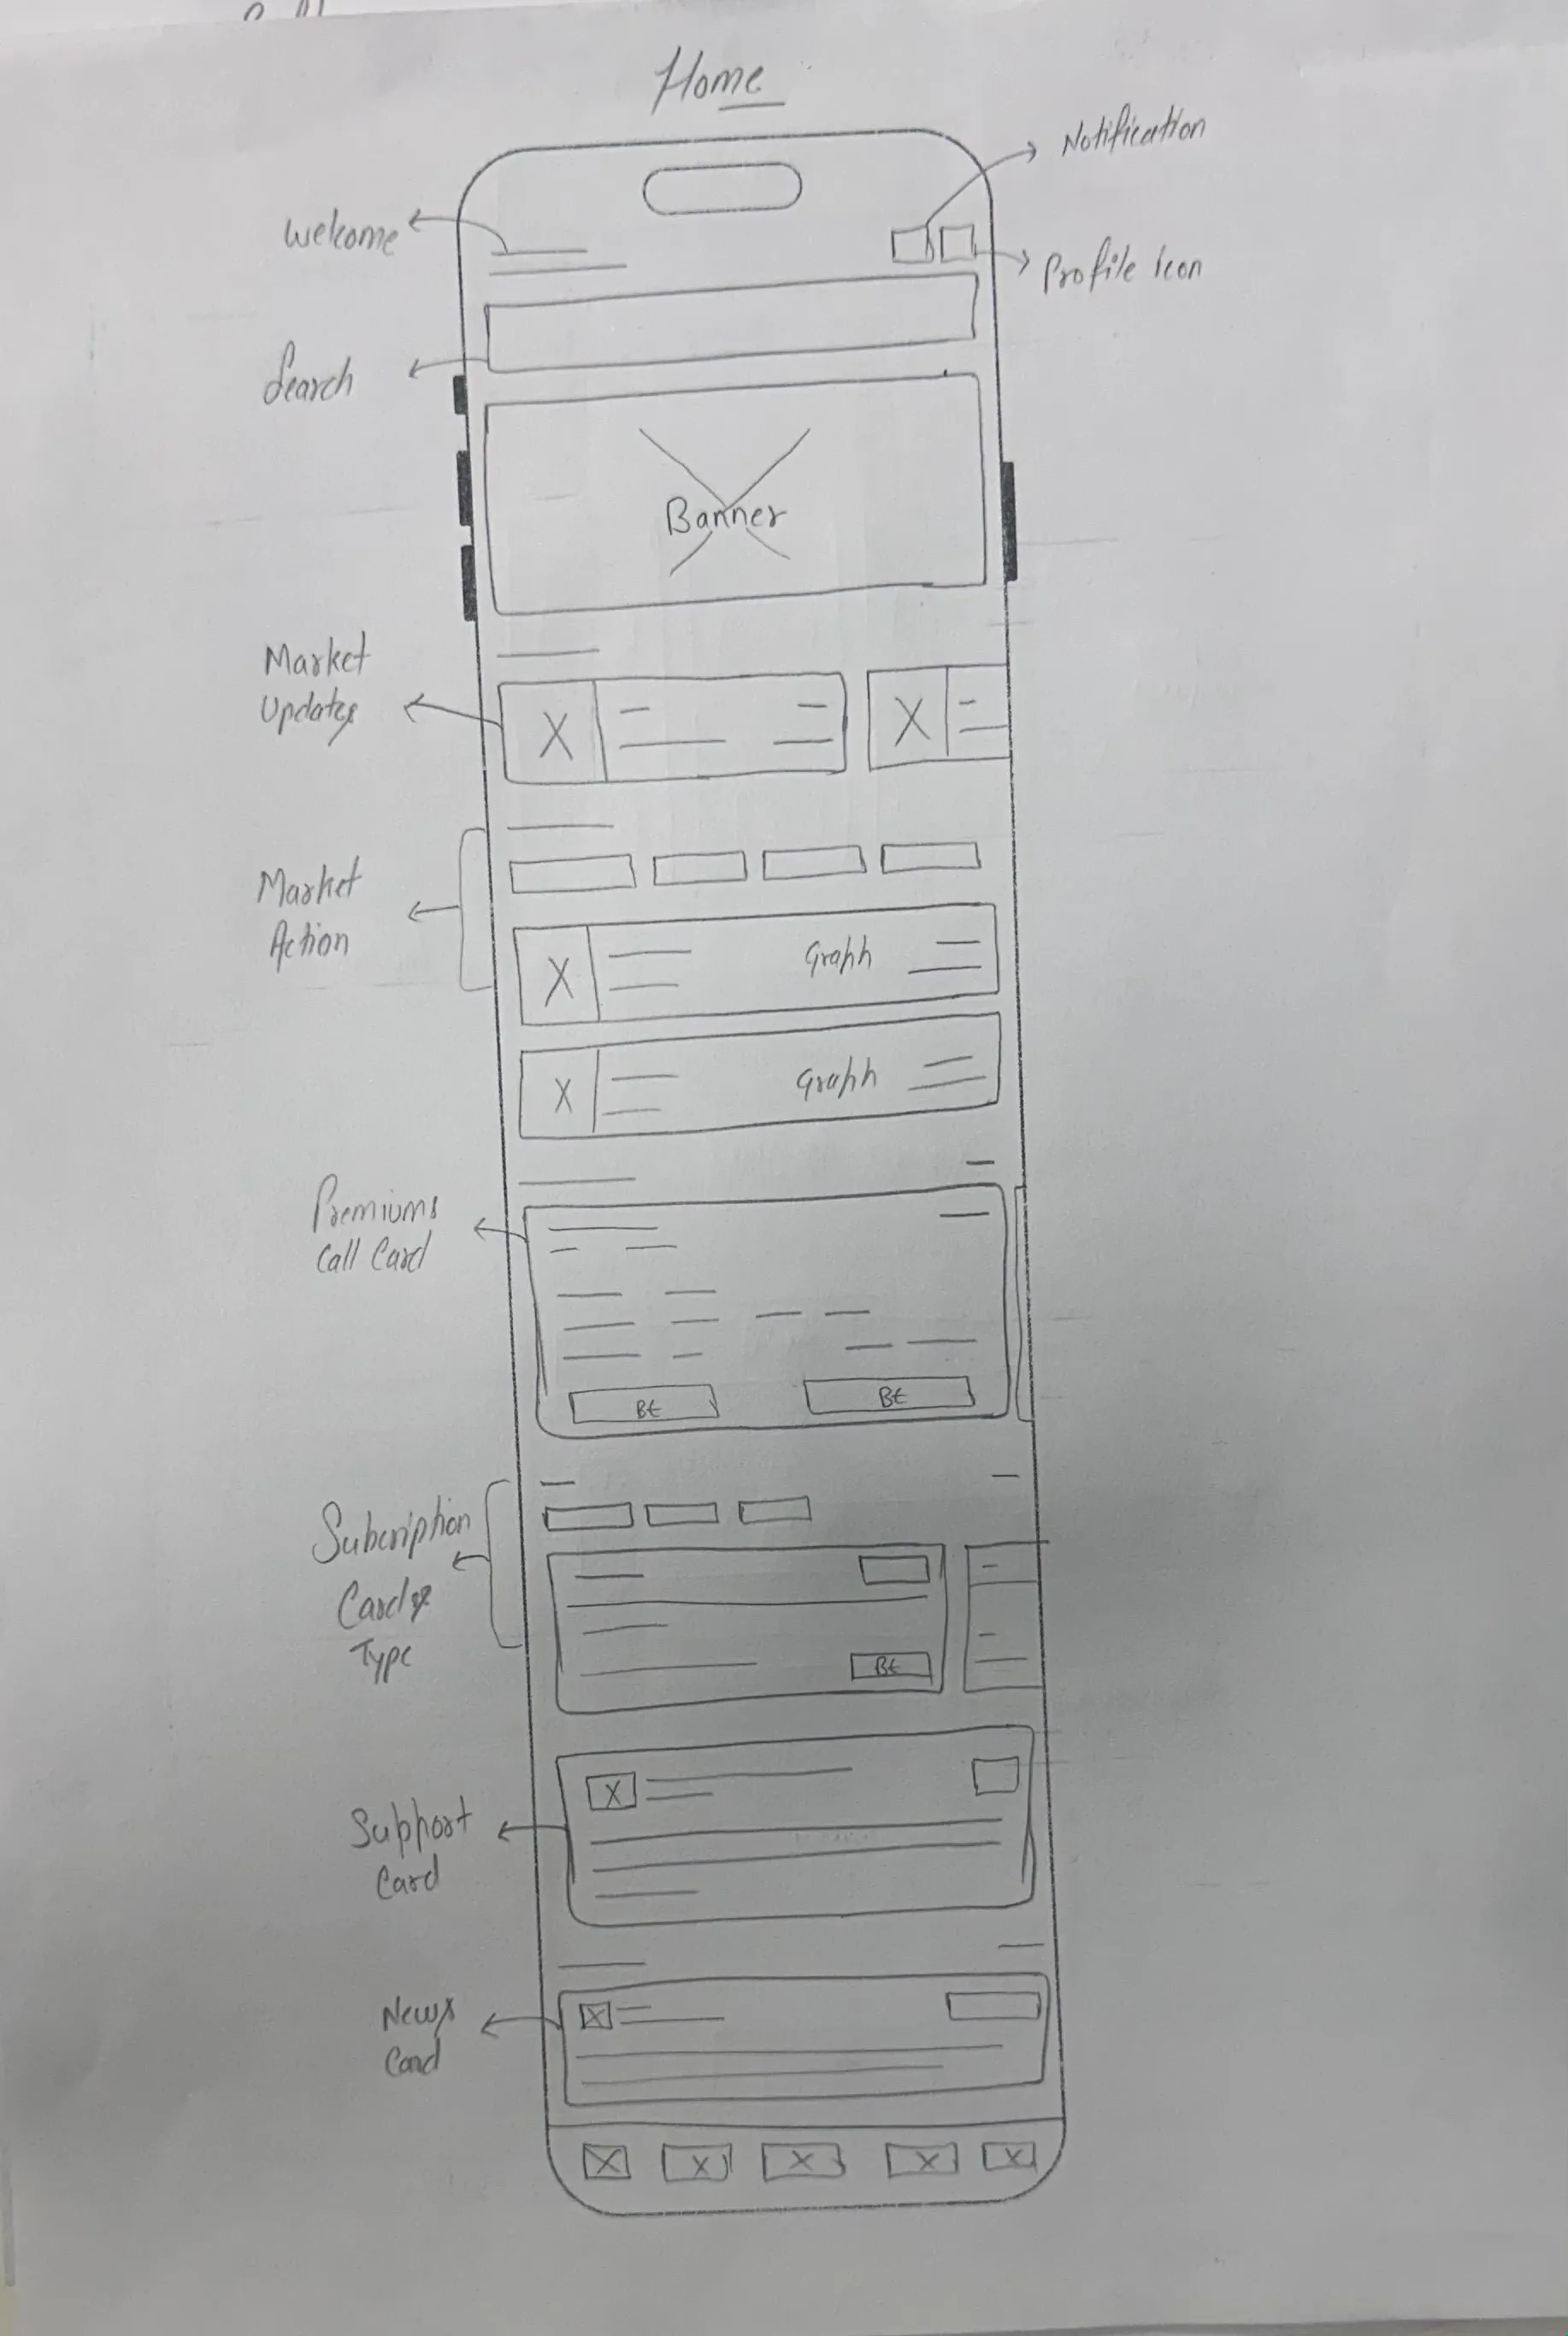 Home
Notification
Welcome
Profile Icon
Search
Banner
Market
Updates
Market
Action
Graph
Graph
Premiums
Call Card
BE
BE
Subcription
Cards
Type
BE
Support
Card
News
Card